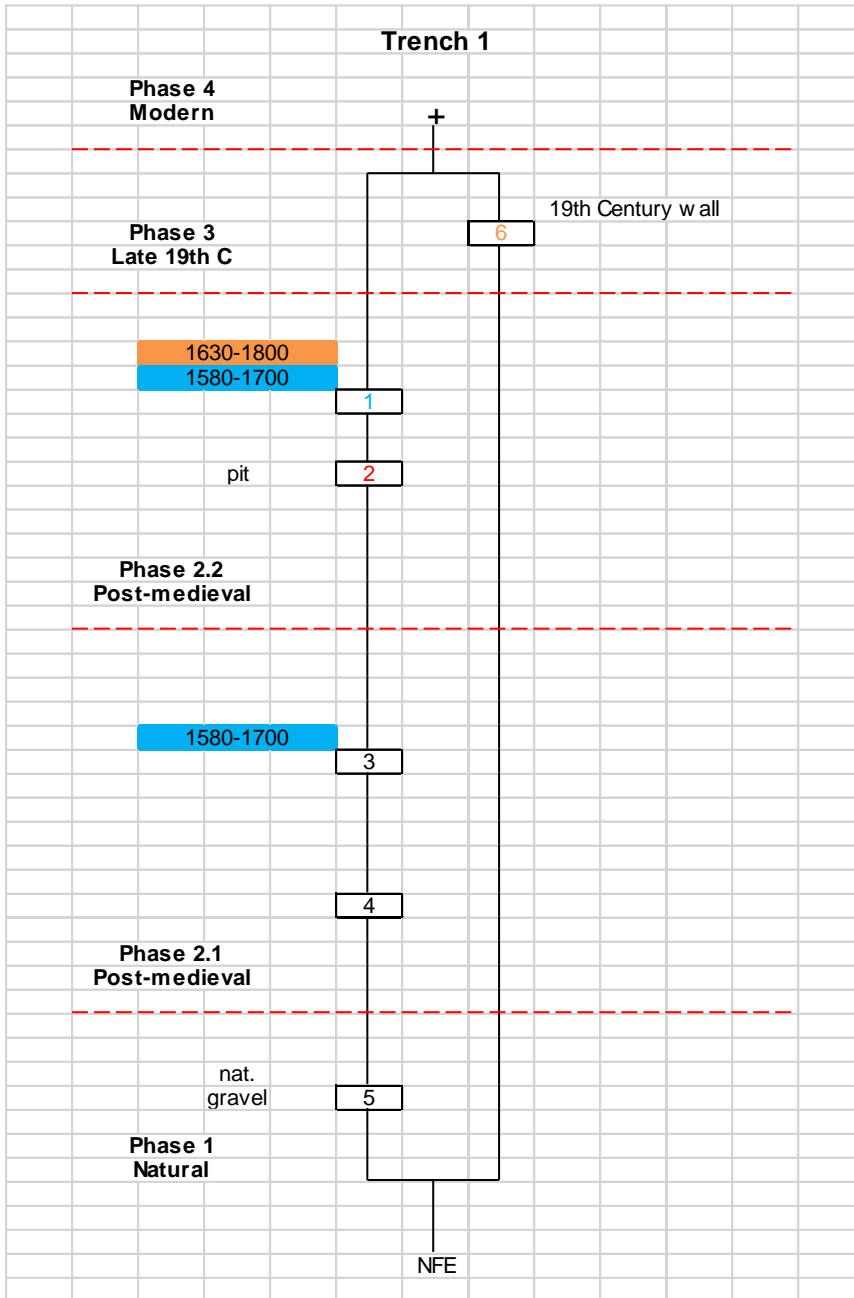 Trench 1
Phase 4
Modern
+
19th Century wall
6
Phase 3
Late 19th C
1630-1800
1580-1700
1
pit
2
Phase 2.2
Post-medieval
1580-1700
3
4
Phase 2.1
Post-medieval
nat.
gravel
5
Phase 1
Natural
NFE